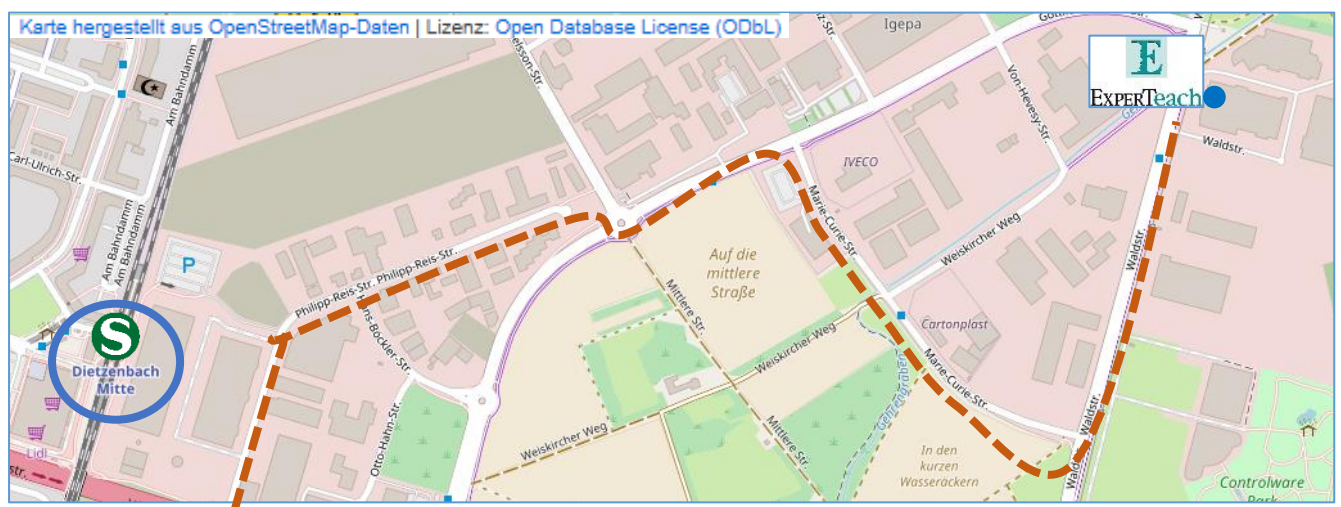 Karte hergestellt aus OpenStreetMap-Daten | Lizenz: Open Database License (ODbL)
Igepa
E
EXPERTeach
Am Bahndamm
Von-Hevesy-Str.
Waldstr.
Carl-Ulrich-Str.
IVECO
Am Bahndamm
Am Bahndamm
Marie-Curie-Str.
Weiskircher Weg
Waldstr.
P
Philipp-Reis-Str.
Philipp-Reis-Str.
Auf die
mittlere
Straße
Mittlere Str.
Hans-Böckler-Str.
S
Dietzenbach
Mitte
Cartonplast
Weiskircher Weg
Gehrengraben
Marie-Curie-Str.
Otto-Hahn-Str.
Waldstr.
Weiskircher Weg
Mittlere Str.
Waldstr.
Lidl
In den
kurzen
Wasseräckern
Controlware
Park
str.